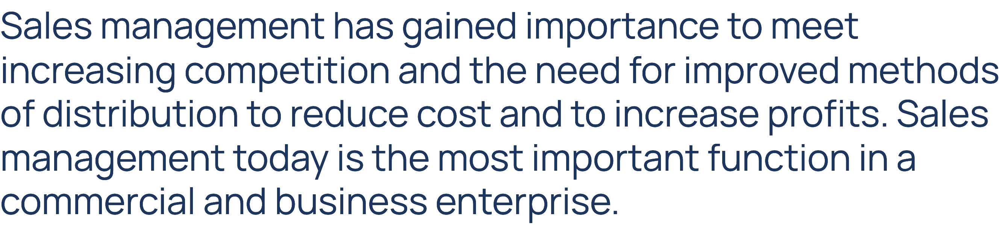 Sales management has gained importance to meet
increasing competition and the need for improved methods
of distribution to reduce cost and to increase profits. Sales
management today is the most important function in a
commercial and business enterprise.